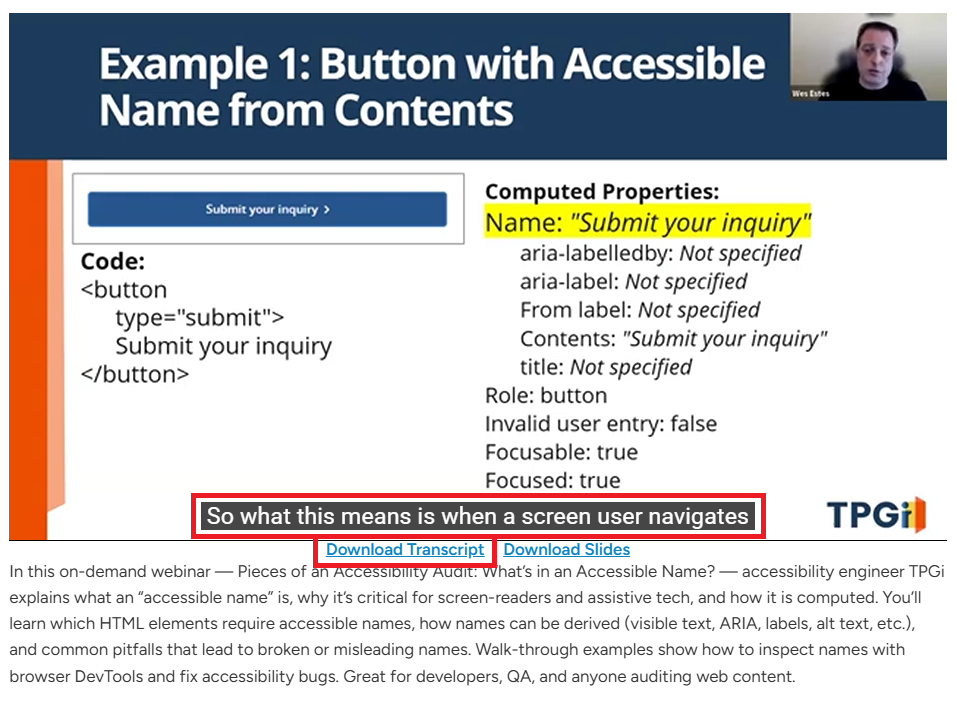 Example 1: Button with Accessible
Name from Contents
Wes Estes
Submit your inquiry >
Code:
<button
type="submit">
Submit your inquiry
</button>
Computed Properties:
Name: "Submit your inquiry"
aria-labelledby: Not specified
aria-label: Not specified
From label: Not specified
Contents: "Submit your inquiry"
title: Not specified
Role: button
Invalid user entry: false
Focusable: true
Focused: true
So what this means is when a screen user navigates
TPGi
Download Transcript Download Slides
In this on-demand webinar — Pieces of an Accessibility Audit: What’s in an Accessible Name? — accessibility engineer TPGi
explains what an “accessible name” is, why it’s critical for screen-readers and assistive tech, and how it is computed. You’ll
learn which HTML elements require accessible names, how names can be derived (visible text, ARIA, labels, alt text, etc.),
and common pitfalls that lead to broken or misleading names. Walk-through examples show how to inspect names with
browser DevTools and fix accessibility bugs. Great for developers, QA, and anyone auditing web content.